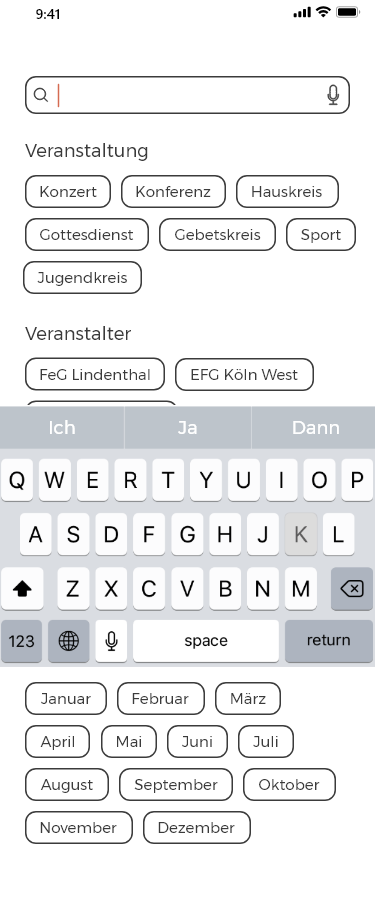 9:41
Veranstaltung
Konzert Konferenz Hauskreis
Gottesdienst Gebetskreis Sport
Jugendkreis
Veranstalter
FeG Lindenthal EFG Köln West
Ich Ja Dann
Q W E R T Y U I O P
A S D F G H J K L
Z X C V B N M
123 space return
Januar Februar März
April Mai Juni Juli
August September Oktober
November Dezember